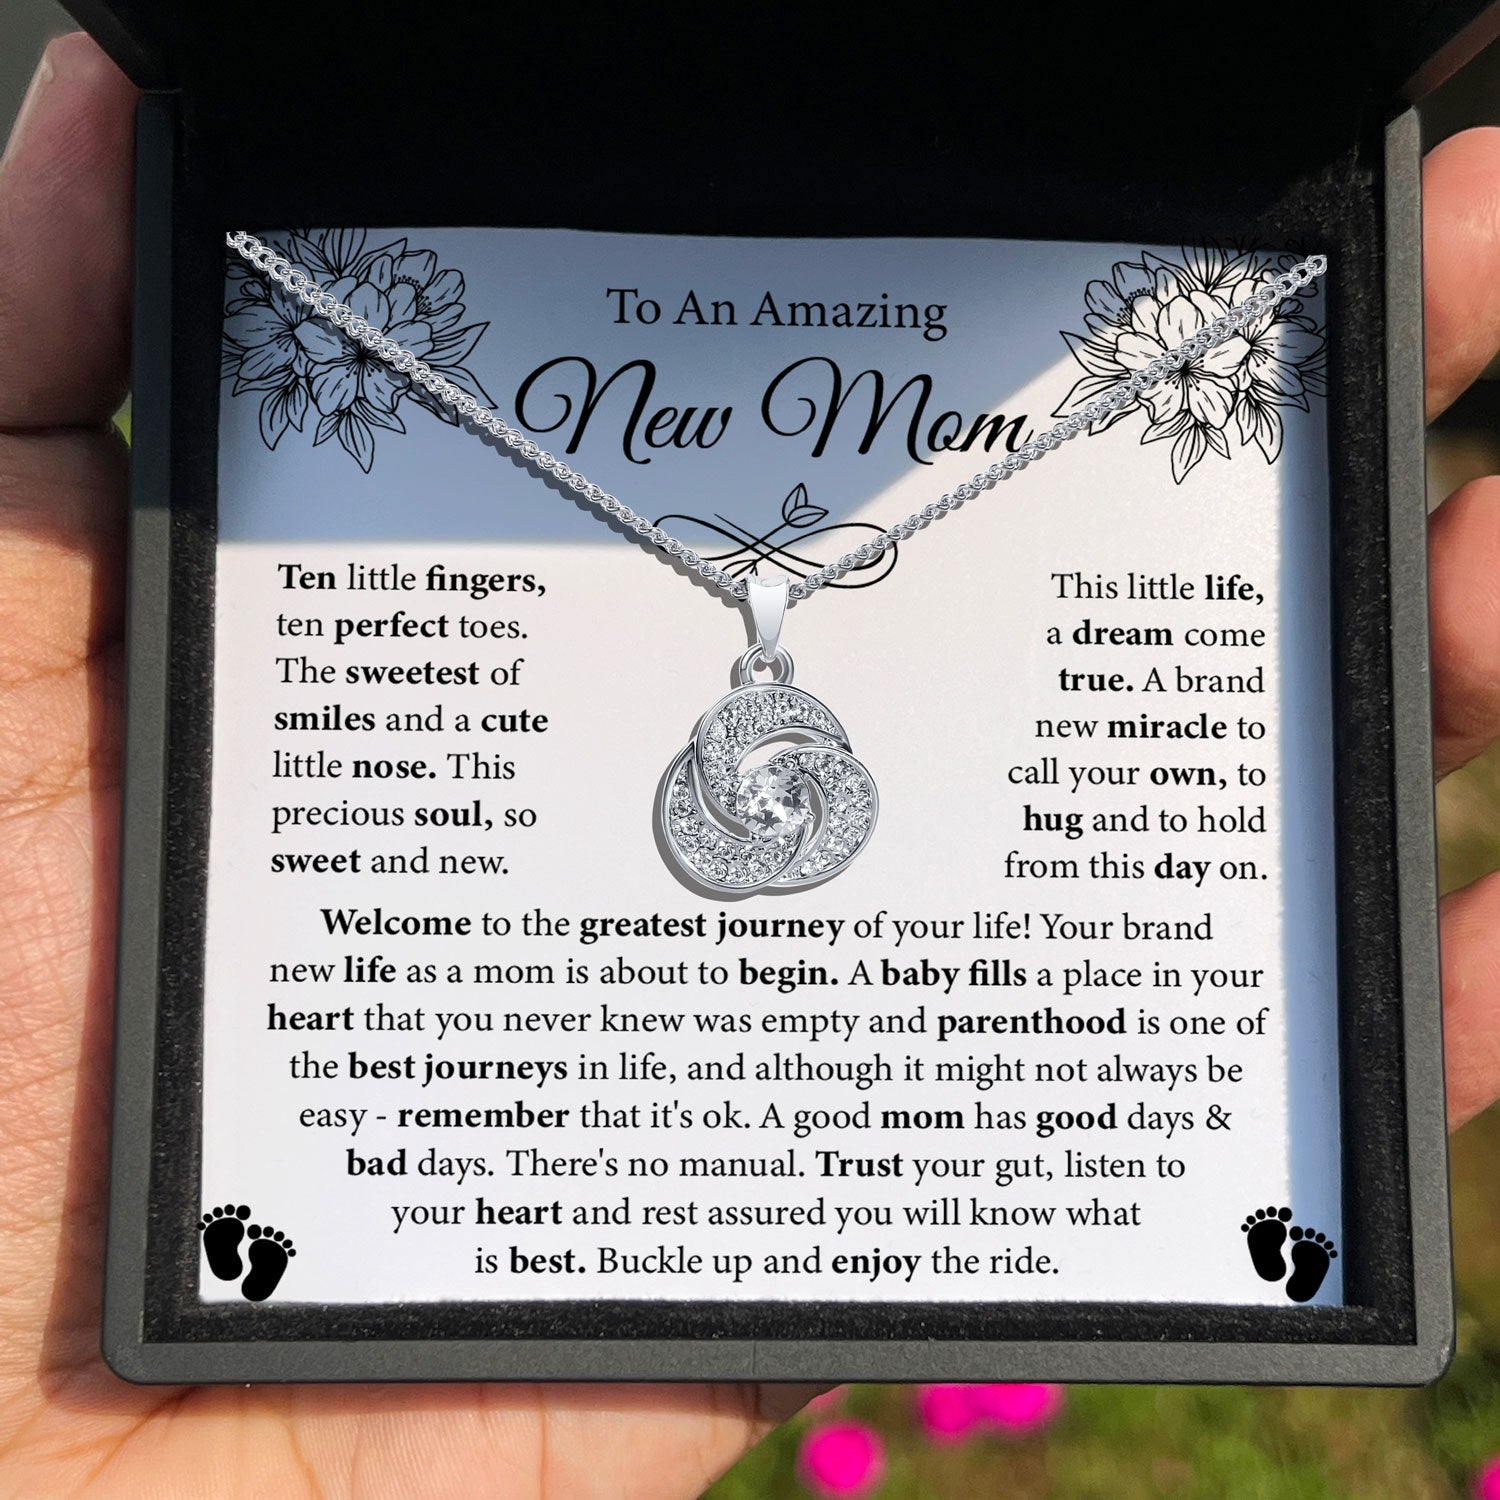 To An Amazing
New Mom
Ten little fingers,
ten perfect toes.
The sweetest of
smiles and a cute
little nose. This
precious soul, so
sweet and new.
This little life,
a dream come
true. A brand
new miracle to
call your own, to
hug and to hold
from this day on.
Welcome to the greatest journey of your life! Your brand
new life as a mom is about to begin. A baby fills a place in your
heart that you never knew was empty and parenthood is one of
the best journeys in life, and although it might not always be
easy - remember that it's ok. A good mom has good days &
bad days. There's no manual. Trust your gut, listen to
your heart and rest assured you will know what
is best. Buckle up and enjoy the ride.